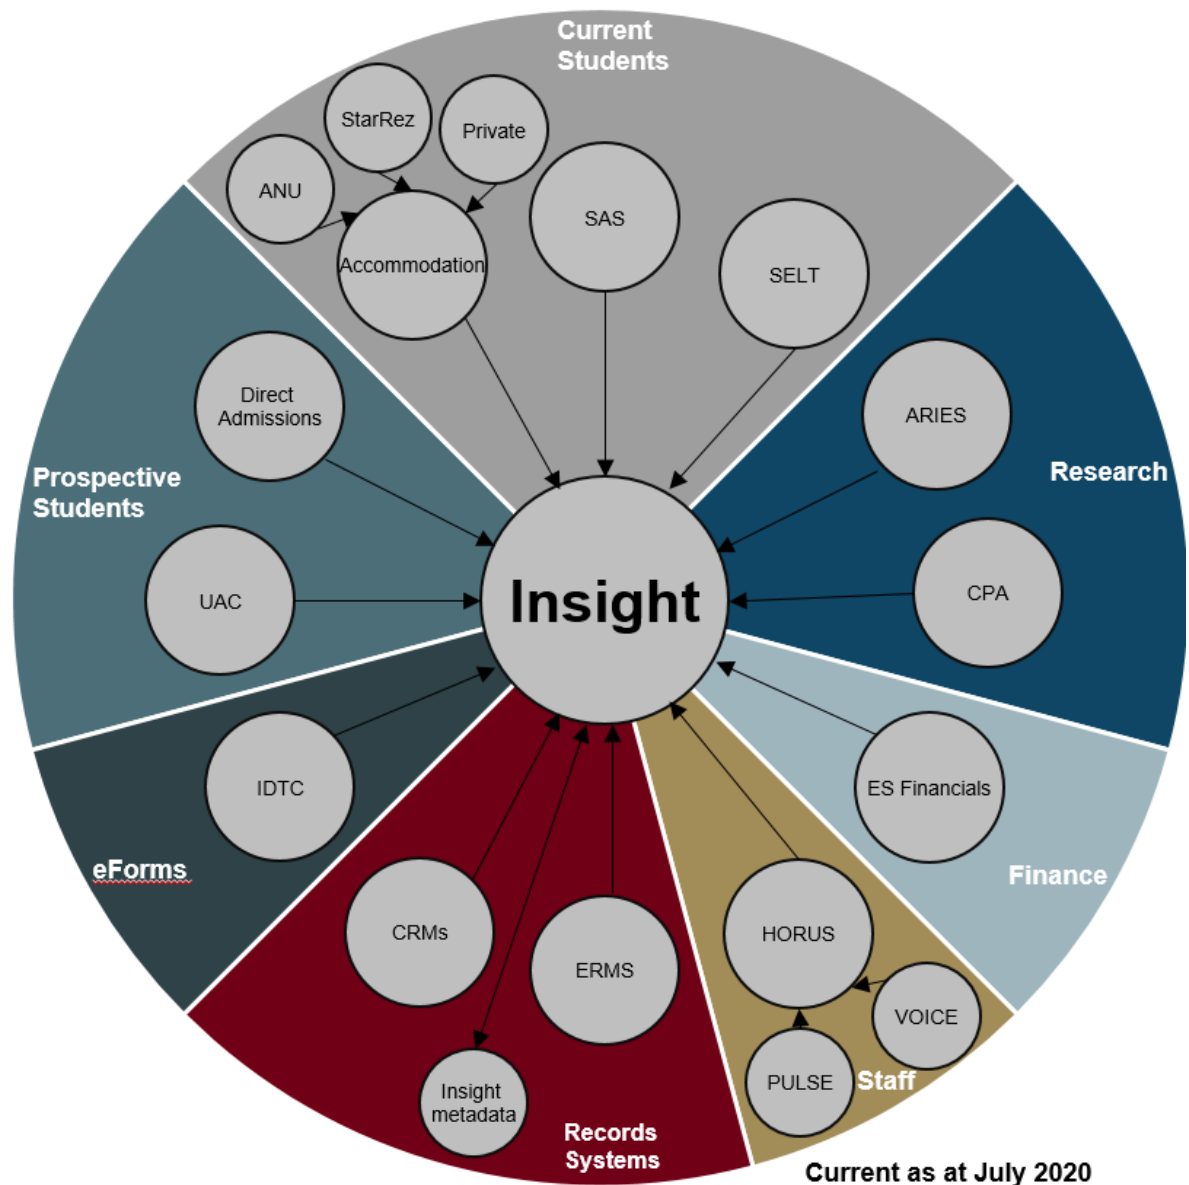 Current
Students
StarRez
Private
ANU
SAS
Accommodation
SELT
Direct
Admissions
ARIES
Prospective
Students
Research
UAC
Insight
CPA
IDTC
ES Financials
eForms
Finance
CRMs
HORUS
ERMS
VOICE
PULSE
Staff
Insight
metadata
Records
Systems
Current as at July 2020